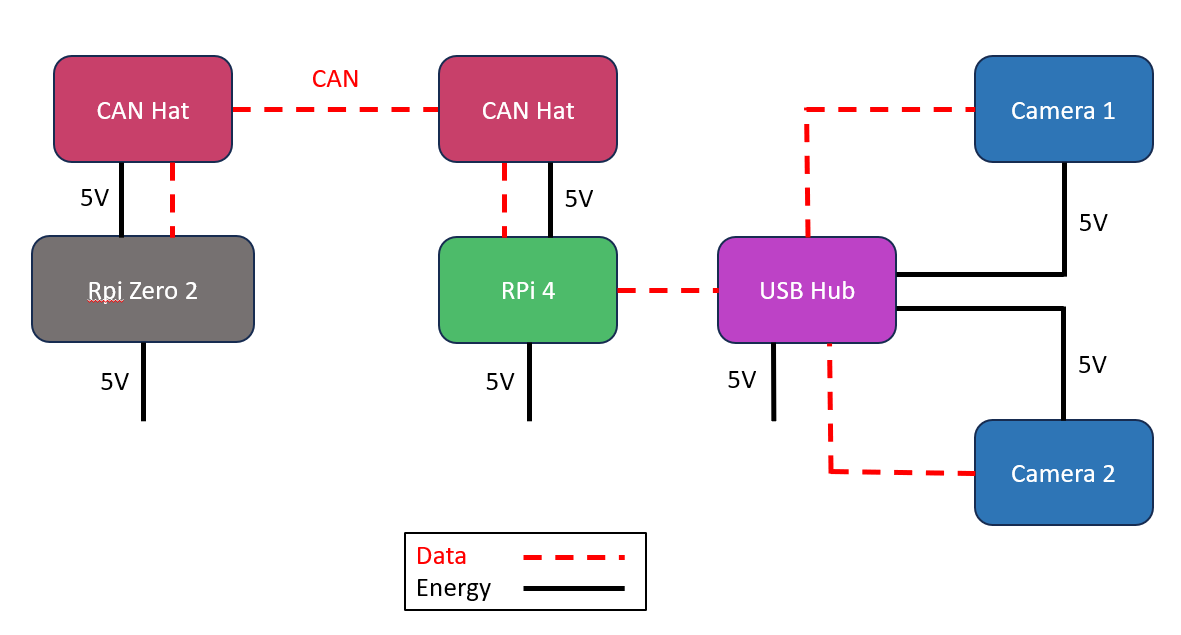 CAN
CAN Hat
CAN Hat
Camera 1
5V
5V
5V
Rpi Zero 2
RPi 4
USB Hub
5V
5V
5V
5V
Camera 2
Data
Energy